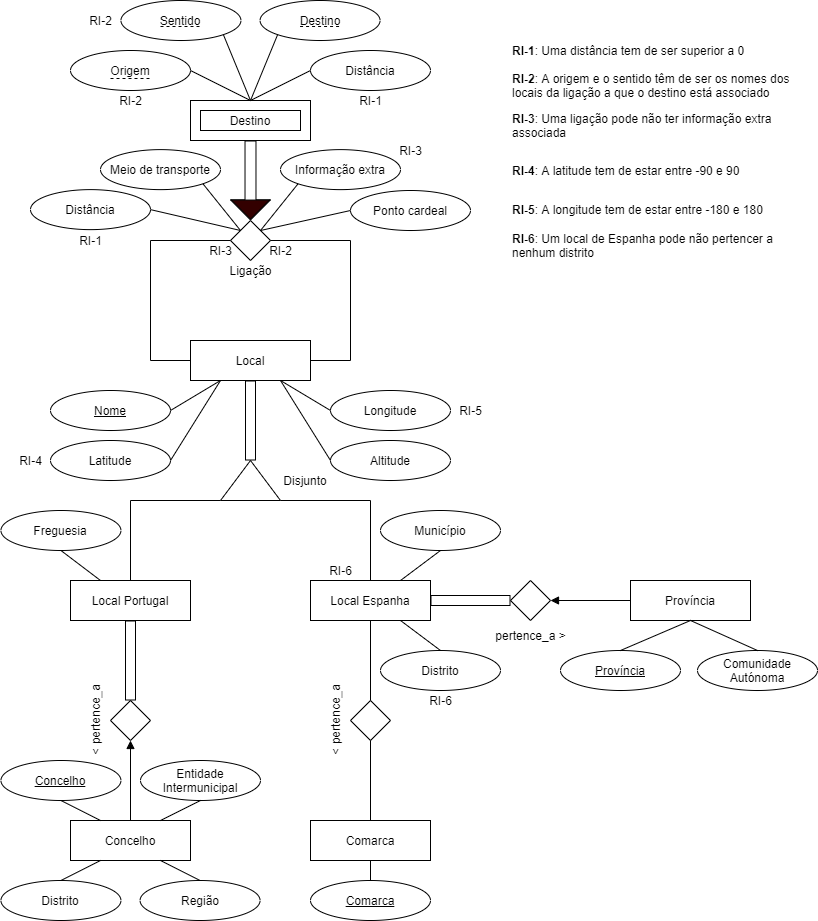 RI-2
Sentido
Destino
Origem
RI-2
Distância
RI-1
Destino
Meio de transporte
Informação extra
RI-3
Distância
RI-1
Ponto cardeal
RI-3
RI-2
Ligação
Local
Nome
Longitude
RI-5
RI-4
Latitude
Altitude
Disjunto
Freguesia
Município
RI-6
Local Portugal
Local Espanha
Província
pertence_a >
Distrito
RI-6
Província
Comunidade
Autónoma
< pertence_a
< pertence_a
Concelho
Entidade
Intermunicipal
Concelho
Comarca
Distrito
Região
Comarca
RI-1: Uma distância tem de ser superior a 0
RI-2: A origem e o sentido têm de ser os nomes dos
locais da ligação a que o destino está associado
RI-3: Uma ligação pode não ter informação extra
associada
RI-4: A latitude tem de estar entre -90 e 90
RI-5: A longitude tem de estar entre -180 e 180
RI-6: Um local de Espanha pode não pertencer a
nenhum distrito